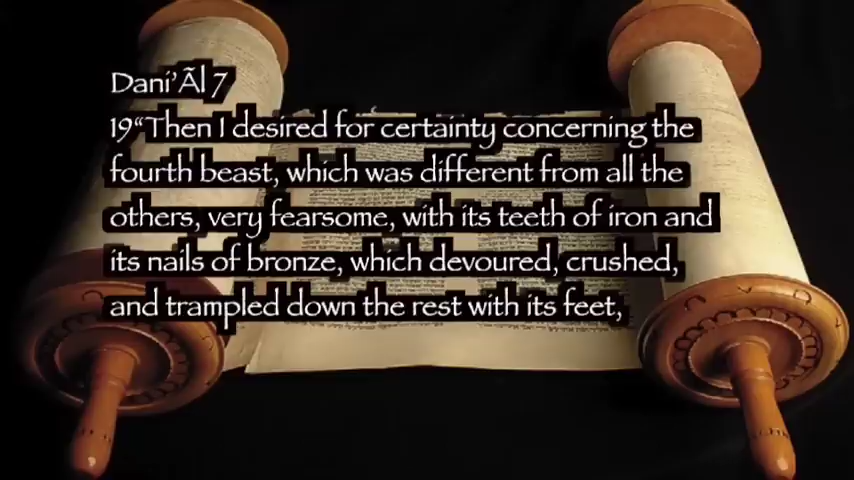 Dani’Ãl 7
19“Then I desired for certainty concerning the
fourth beast, which was different from all the
others, very fearsome, with its teeth of iron and
its nails of bronze, which devoured, crushed,
and trampled down the rest with its feet,